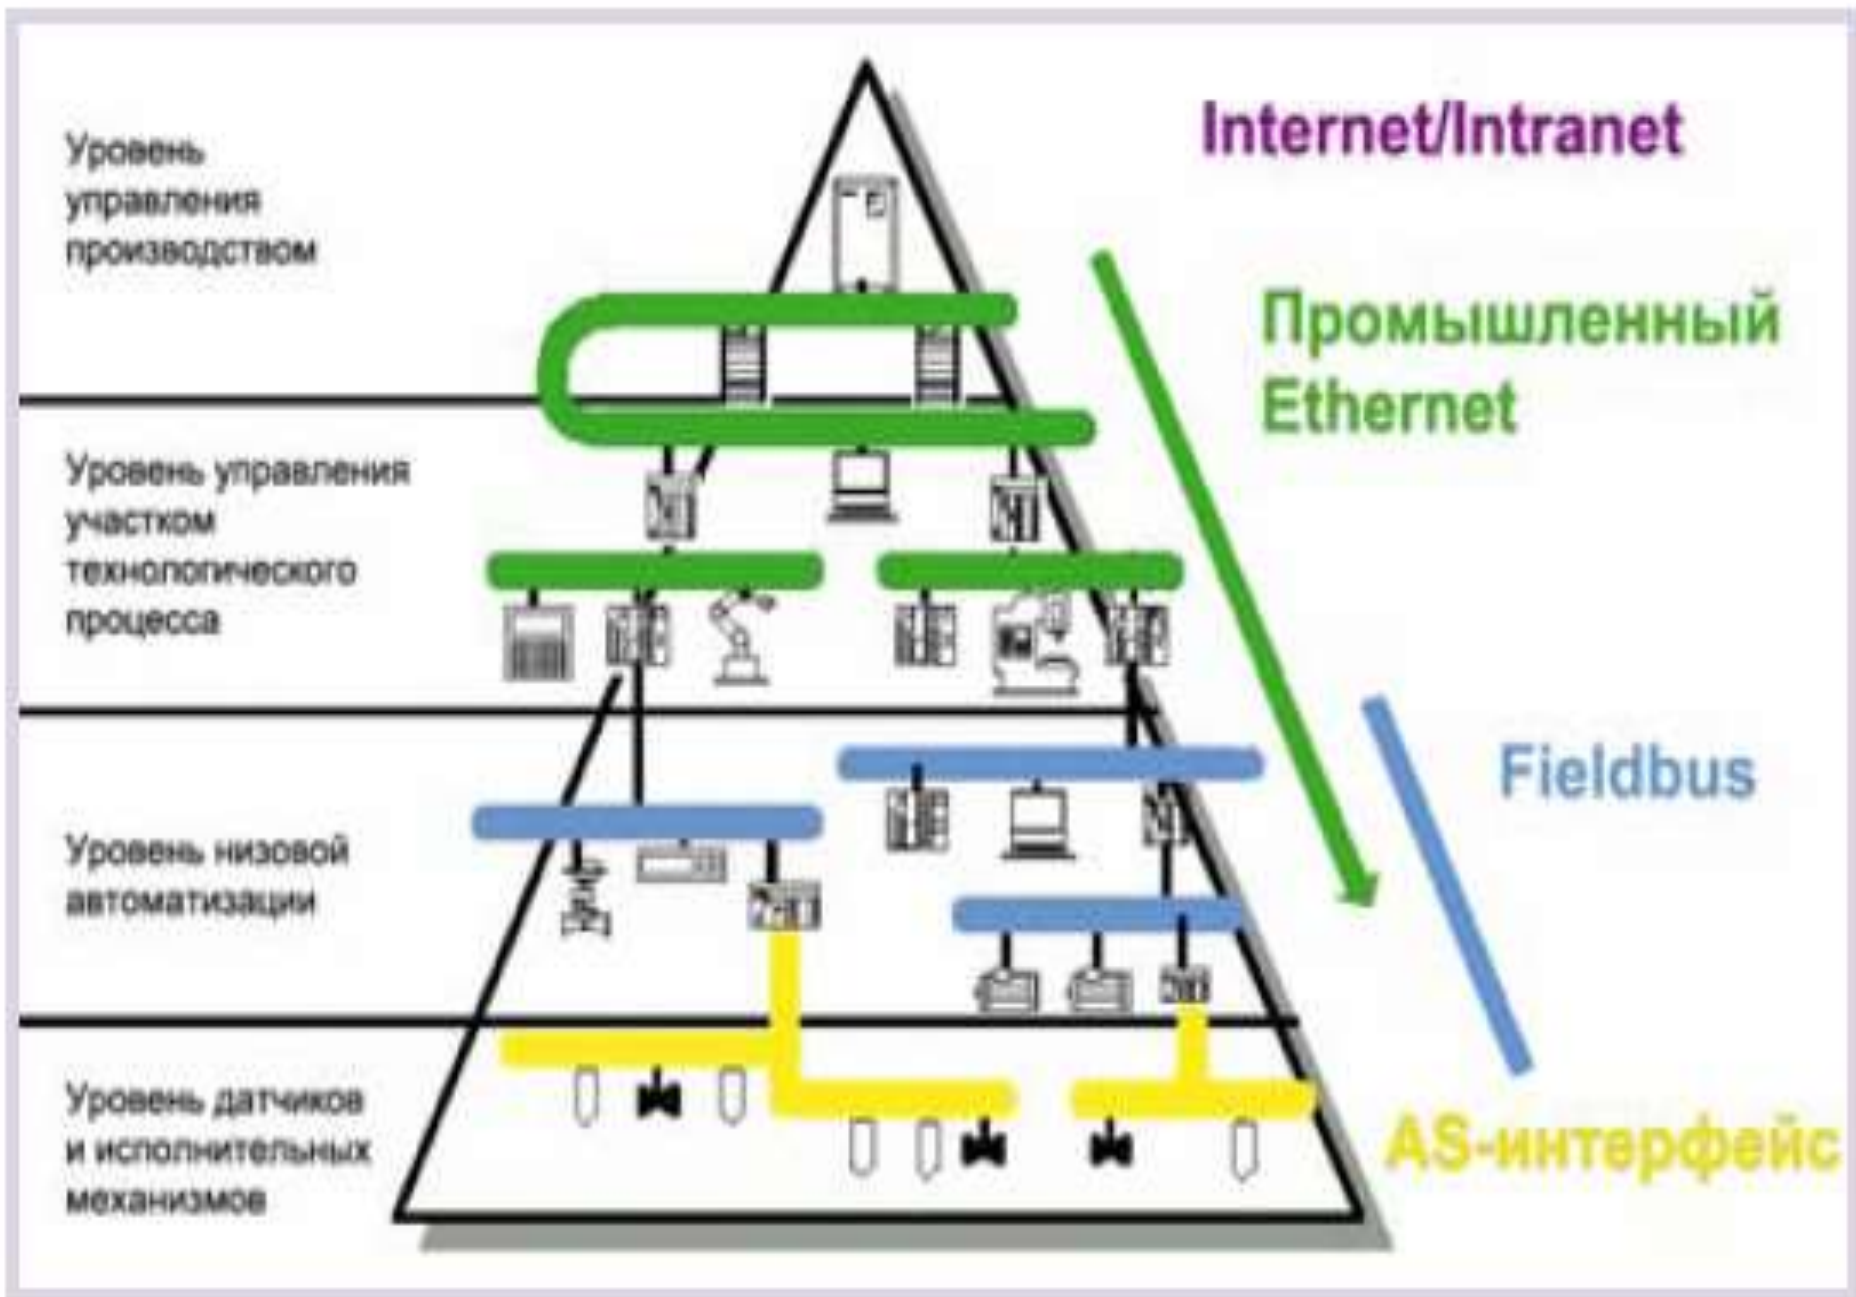 Уровень
управления
производством
Internet/Intranet
Промышленный
Ethernet
Уровень управления
участком
технологического
процесса
Fieldbus
Уровень низовой
автоматизации
AS-интерфейс
Уровень датчиков
и исполнительных
механизмов